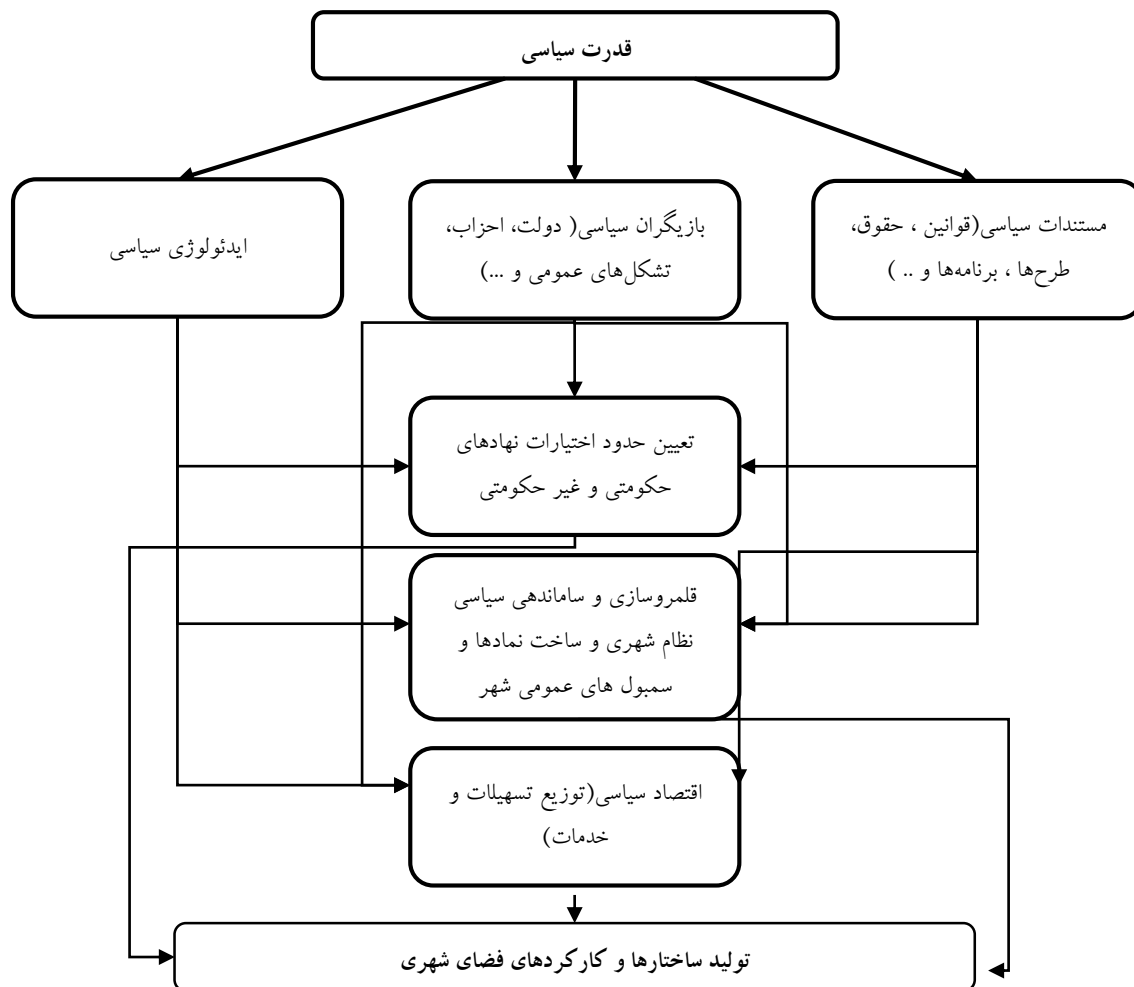 قدرت سیاسی
مستندات سیاسی(قوانین ، حقوق،
طرح‌ها ، برنامه‌ها و .. )
بازیگران سیاسی( دولت، احزاب،
تشکل‌های عمومی و ...)
ایدئولوژی سیاسی
تعیین حدود اختیارات نهادهای
حکومتی و غیر حکومتی
قلمروسازی و ساماندهی سیاسی
نظام شهری و ساخت نمادها و
سمبول های عمومی شهر
اقتصاد سیاسی(توزیع تسهیلات و
خدمات)
تولید ساختارها و کارکردهای فضای شهری